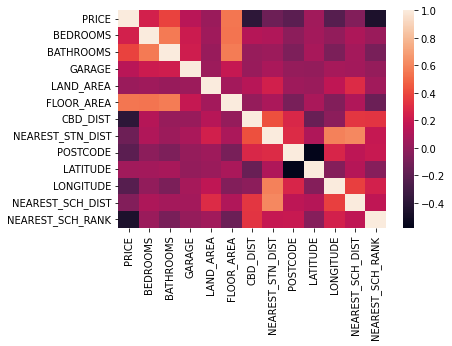 PRICE
BEDROOMS
BATHROOMS
GARAGE
LAND_AREA
FLOOR_AREA
CBD_DIST
NEAREST_STN_DIST
POSTCODE
LATITUDE
LONGITUDE
NEAREST_SCH_DIST
NEAREST_SCH_RANK
PRICE
BEDROOMS
BATHROOMS
GARAGE
LAND_AREA
FLOOR_AREA
CBD_DIST
NEAREST_STN_DIST
POSTCODE
LATITUDE
LONGITUDE
NEAREST_SCH_DIST
NEAREST_SCH_RANK
1.0
0.8
0.6
0.4
0.2
0.0
−0.2
−0.4